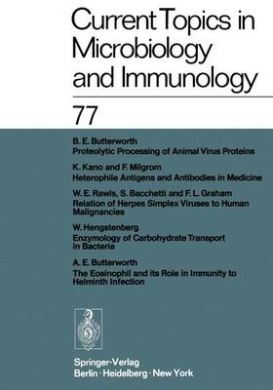 Current Topics in
Microbiology
and Immunology
77
B. E. Butterworth
Proteolytic Processing of Animal Virus Proteins
K. Kano and F. Milgrom
Heterophile Antigens and Antibodies in Medicine
W. E. Rawls, S. Bacchetti and F. L. Graham
Relation of Herpes Simplex Viruses to Human
Malignancies
W. Hengstenberg
Enzymology of Carbohydrate Transport
in Bacteria
A. E. Butterworth
The Eosinophil and its Role in Immunity to
Helminth Infection
Springer-Verlag
Berlin · Heidelberg · New York